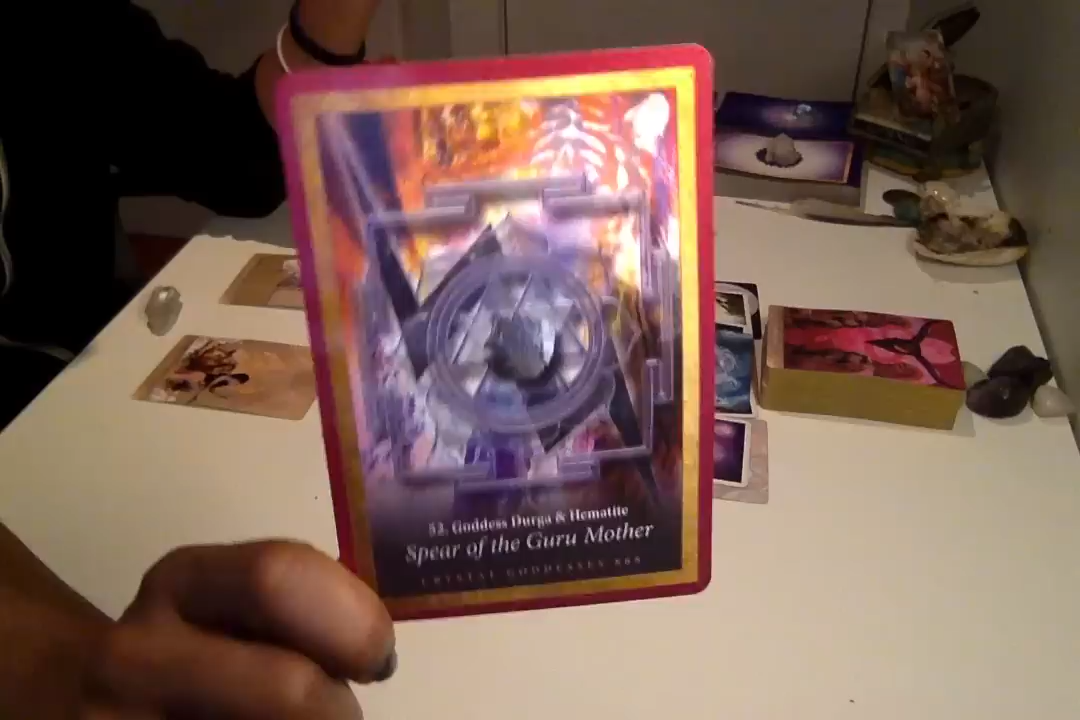 52. Goddess Durga & Hematite
Spear of the Guru Mother
CRYSTAL GODDESSES 888